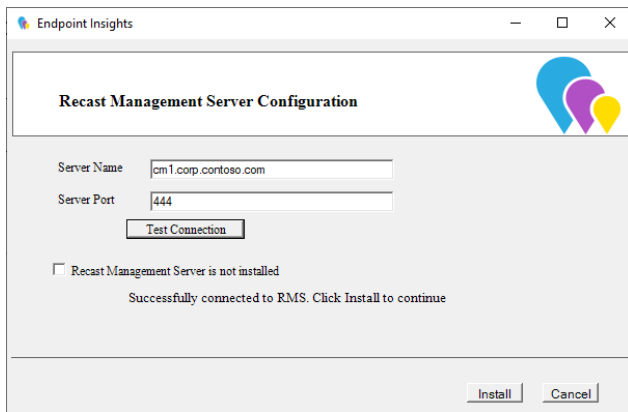 Endpoint Insights
Recast Management Server Configuration
Server Name cm1.corp.contoso.com
Server Port 444
Test Connection
Recast Management Server is not installed
Successfully connected to RMS. Click Install to continue
Install Cancel